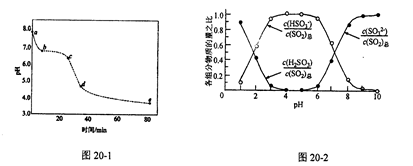 8.0
7.0
6.0
5.0
4.0
3.0
pH
a
b
c
d
e
0
20
40
60
80
时间/min
图 20-1
各组分物质的量之比
1.0
0.8
0.6
0.4
0.2
0.0
c(HSO₃⁻)
c(SO₂)总
c(SO₃²⁻)
c(SO₂)总
c(H₂SO₃)
c(SO₂)总
0 2 4 6 8 10
pH
图 20-2